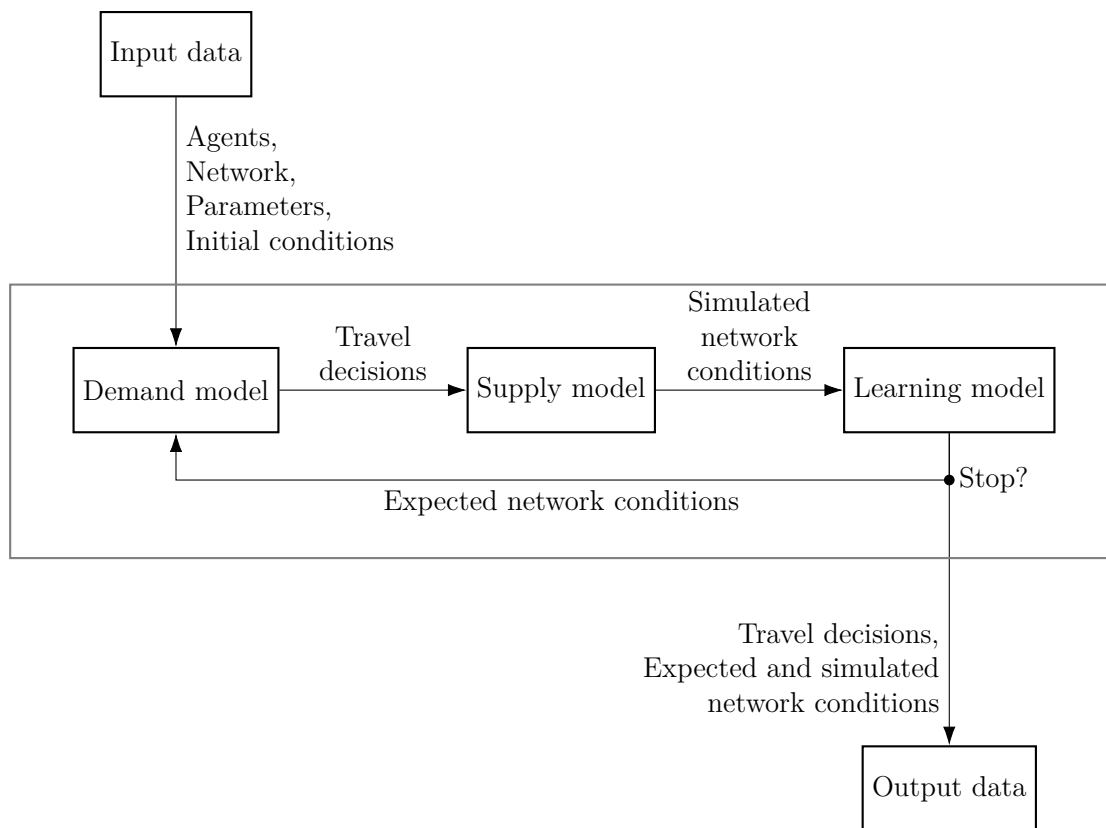 Input data
Agents,
Network,
Parameters,
Initial conditions
Travel
decisions
Simulated
network
conditions
Demand model
Supply model
Learning model
Stop?
Expected network conditions
Travel decisions,
Expected and simulated
network conditions
Output data